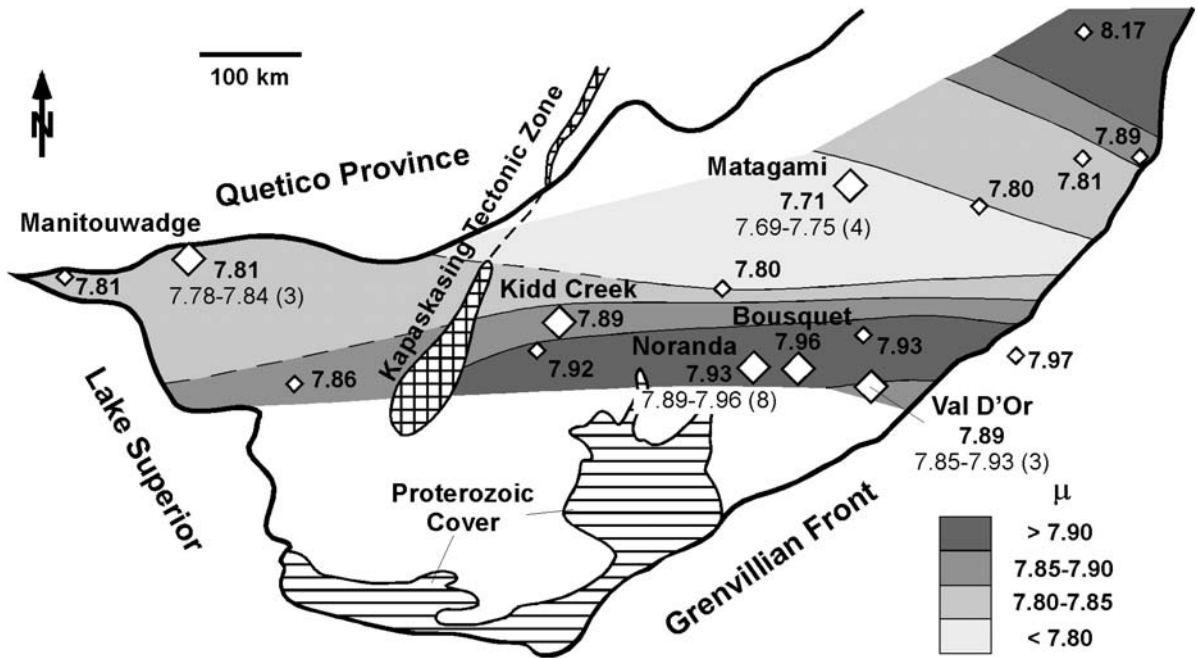 8.17
100 km
N
7.89
Quetico Province
Kapaskasing Tectonic Zone
Matagami
7.81
7.71
7.80
7.69-7.75 (4)
Manitouwadge
7.81
7.81
7.78-7.84 (3)
7.80
Kidd Creek
7.89
Bousquet
7.96
Noranda
7.93
7.97
7.92
7.93
7.86
7.89-7.96 (8)
Val D'Or
7.89
7.85-7.93 (3)
Lake Superior
Proterozoic
Cover
Grenvillian Front
μ
> 7.90
7.85-7.90
7.80-7.85
< 7.80